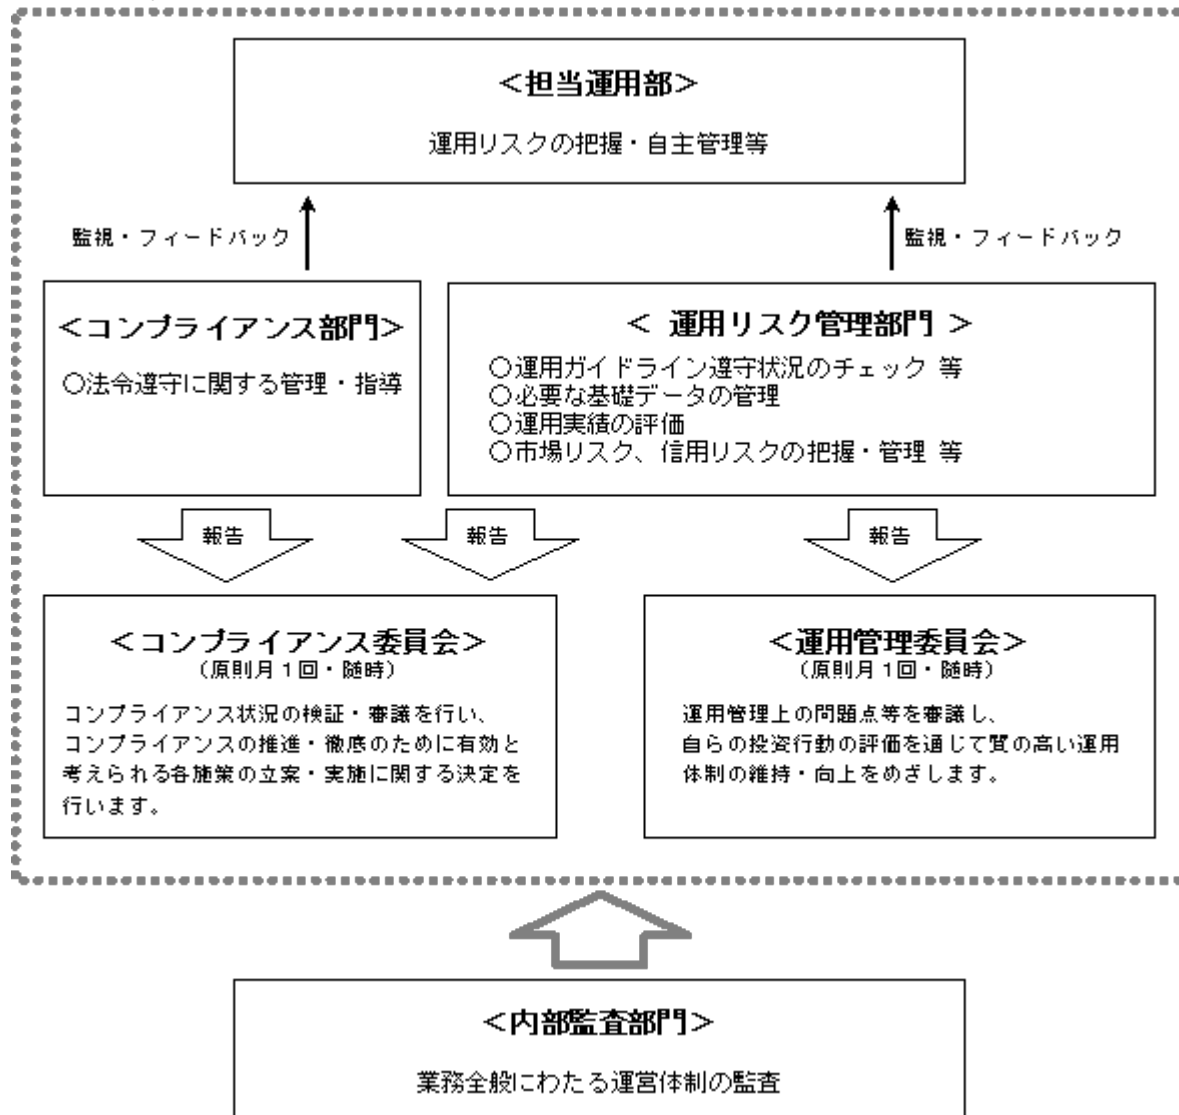 ＜担当運用部＞
運用リスクの把握・自主管理等
監視・フィードバック
監視・フィードバック
＜コンプライアンス部門＞
○法令遵守に関する管理・指導
＜ 運用リスク管理部門 ＞
○運用ガイドライン遵守状況のチェック 等
○必要な基礎データの管理
○運用実績の評価
○市場リスク、信用リスクの把握・管理 等
報告
報告
報告
＜コンプライアンス委員会＞
（原則月１回・随時）
コンプライアンス状況の検証・審議を行い、
コンプライアンスの推進・徹底のために有効と
考えられる各施策の立案・実施に関する決定を
行います。
＜運用管理委員会＞
（原則月１回・随時）
運用管理上の問題点等を審議し、
自らの投資行動の評価を通じて質の高い運用
体制の維持・向上をめざします。
＜内部監査部門＞
業務全般にわたる運営体制の監査